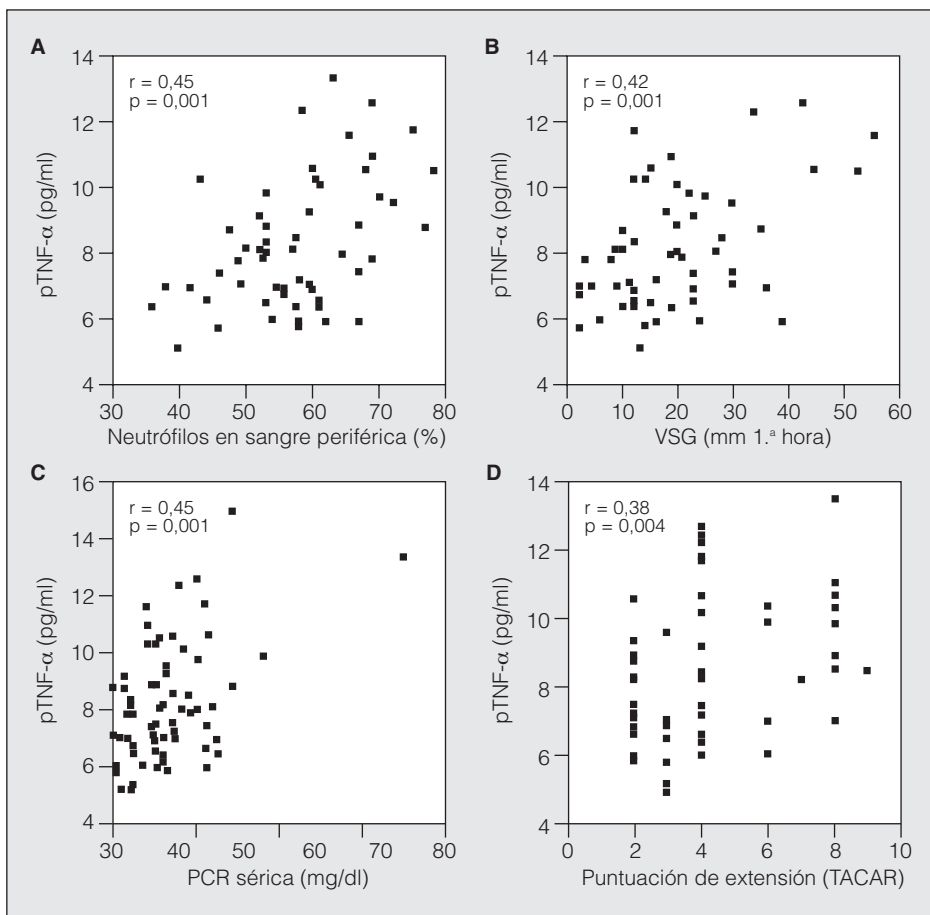 A
14
12
10
8
6
4
pTNF-α (pg/ml)
r = 0,45
p = 0,001
30 40 50 60 70 80
Neutrófilos en sangre periférica (%)
B
14
12
10
8
6
4
pTNF-α (pg/ml)
r = 0,42
p = 0,001
0 10 20 30 40 50 60
VSG (mm 1.ª hora)
C
16
14
12
10
8
6
4
pTNF-α (pg/ml)
r = 0,45
p = 0,001
30 40 60 70 80
PCR sérica (mg/dl)
D
14
12
10
8
6
4
pTNF-α (pg/ml)
r = 0,38
p = 0,004
0 2 4 6 8 10
Puntuación de extensión (TACAR)